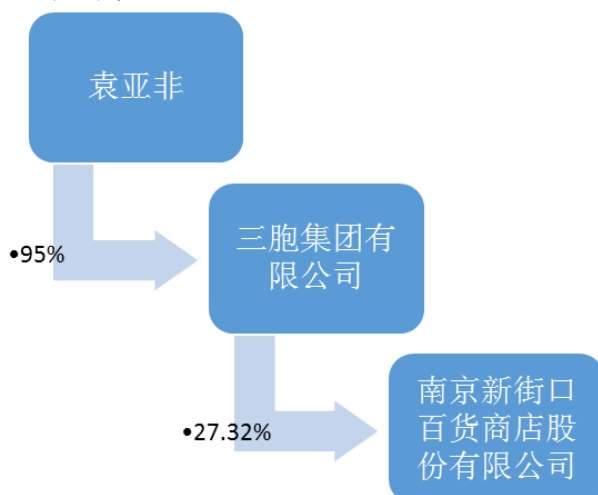 袁亚非
•95%
三胞集团有
限公司
•27.32%
南京新街口
百货商店股
份有限公司